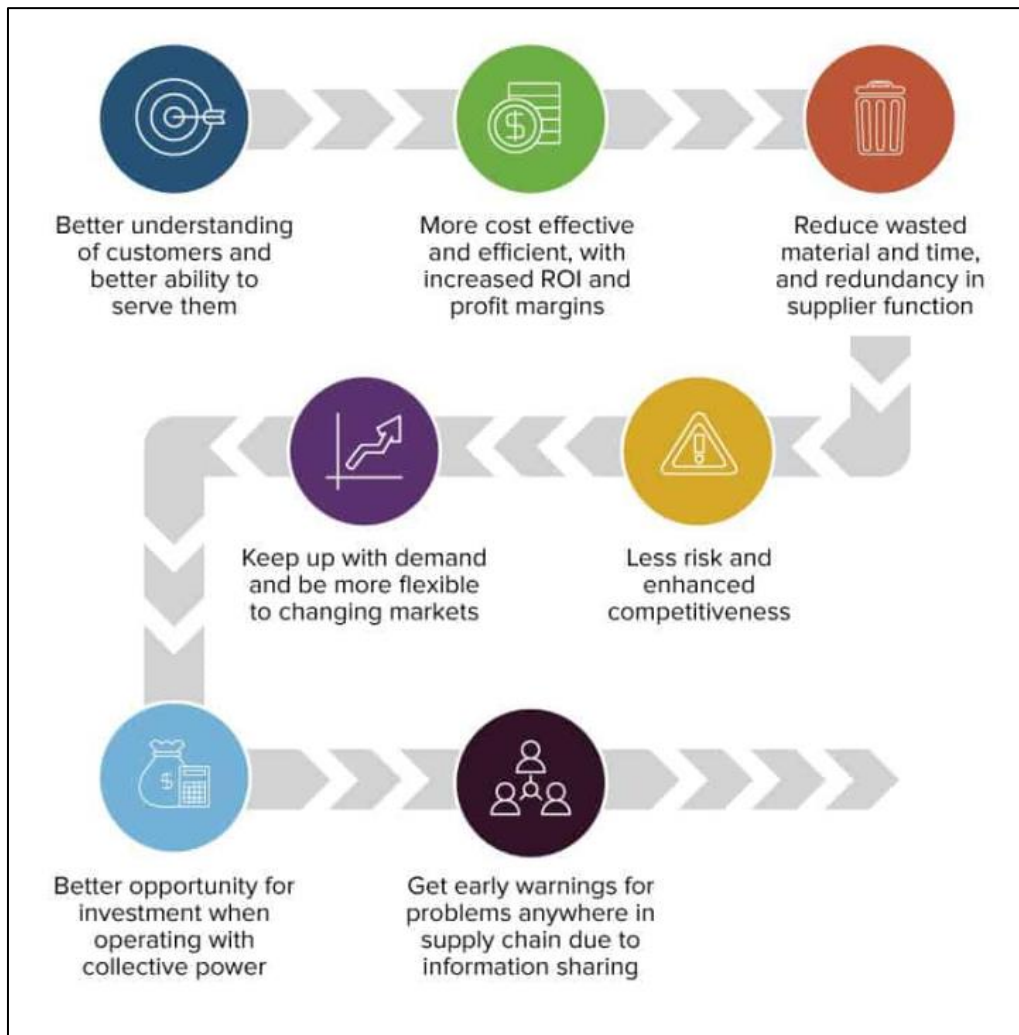 Better understanding
of customers and
better ability to
serve them
More cost effective
and efficient, with
increased ROI and
profit margins
Reduce wasted
material and time,
and redundancy in
supplier function
Less risk and
enhanced
competitiveness
Keep up with demand
and be more flexible
to changing markets
Better opportunity for
investment when
operating with
collective power
Get early warnings for
problems anywhere in
supply chain due to
information sharing